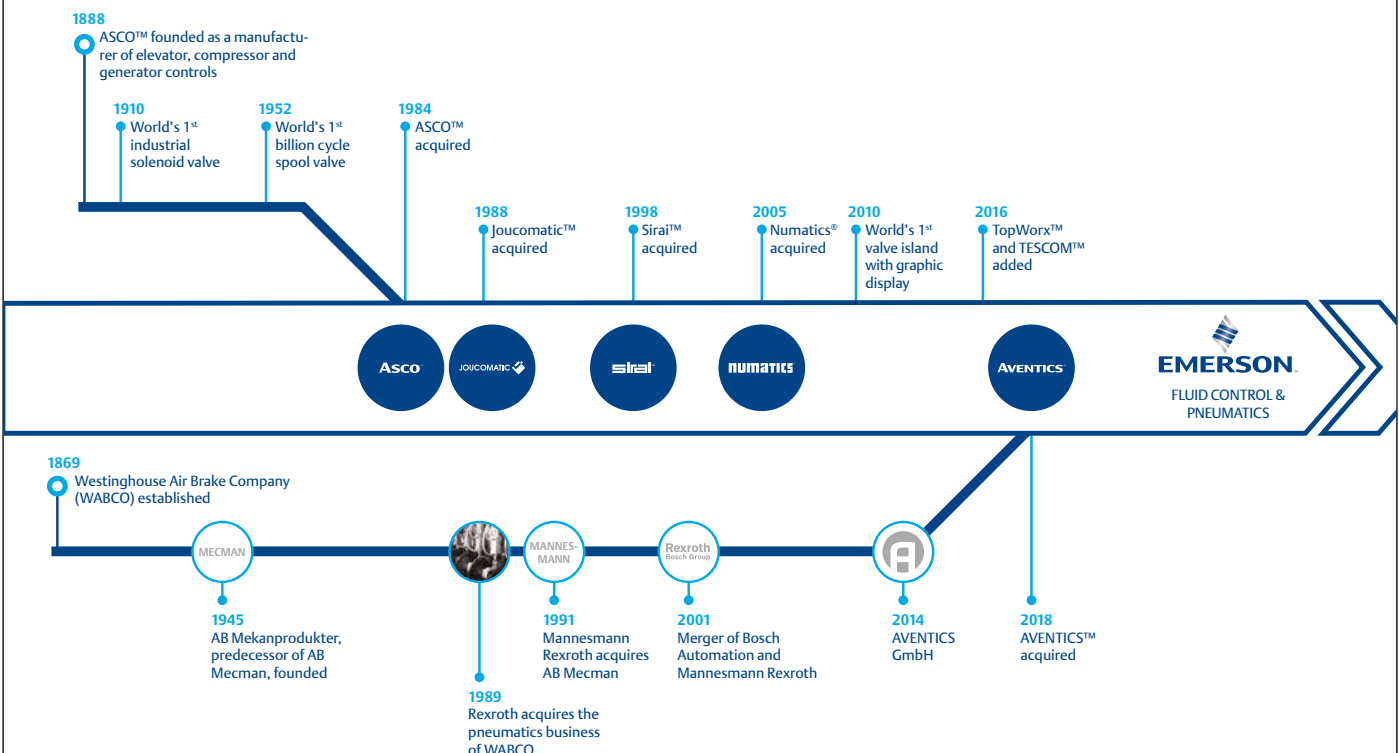 1888
ASCO™ founded as a manufactu-
rer of elevator, compressor and
generator controls
1910
World's 1st
industrial
solenoid valve
1952
World's 1st
billion cycle
spool valve
1984
ASCO™
acquired
1988
Joucomatic™
acquired
1998
Sirai™
acquired
2005
Numatics®
acquired
2010
World's 1st
valve island
with graphic
display
2016
TopWorx™
and TESCOM™
added
ASCO™
JOUCOMATIC
sirai
numatics
AVENTICS™
EMERSON™
FLUID CONTROL &
PNEUMATICS
1869
Westinghouse Air Brake Company
(WABCO) established
MECMAN
MANNES-
MANN
Rexroth
Bosch Group
1945
AB Mekanprodukter,
predecessor of AB
Mecman, founded
1989
Rexroth acquires the
pneumatics business
of WABCO
1991
Mannesmann
Rexroth acquires
AB Mecman
2001
Merger of Bosch
Automation and
Mannesmann Rexroth
2014
AVENTICS
GmbH
2018
AVENTICS™
acquired